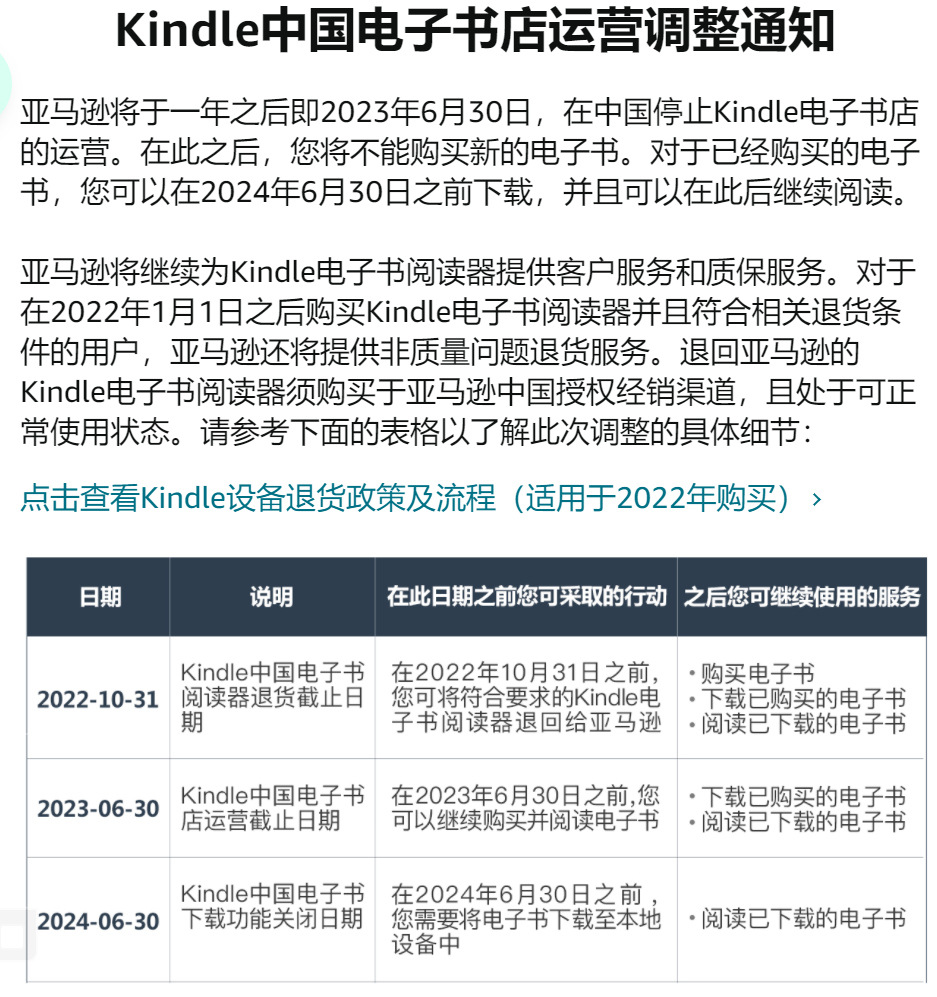 Kindle中国电子书店运营调整通知
亚马逊将于一年之后即2023年6月30日，在中国停止Kindle电子书店
的运营。在此之后，您将不能购买新的电子书。对于已经购买的电子
书，您可以在2024年6月30日之前下载，并且可以在此后继续阅读。
亚马逊将继续为Kindle电子书阅读器提供客户服务和质保服务。对于
在2022年1月1日之后购买Kindle电子书阅读器并且符合相关退货条
件的用户，亚马逊还将提供非质量问题退货服务。退回亚马逊的
Kindle电子书阅读器须购买于亚马逊中国授权经销渠道，且处于可正
常使用状态。请参考下面的表格以了解此次调整的具体细节：
点击查看Kindle设备退货政策及流程（适用于2022年购买） ›
日期 说明 在此日期之前您可采取的行动 之后您可继续使用的服务
2022-10-31
Kindle中国电子书
阅读器退货截止日
期
在2022年10月31日之前,
您可将符合要求的Kindle电
子书阅读器退回给亚马逊
• 购买电子书
• 下载已购买的电子书
• 阅读已下载的电子书
2023-06-30
Kindle中国电子书
店运营截止日期
在2023年6月30日之前,您
可以继续购买并阅读电子书
• 下载已购买的电子书
• 阅读已下载的电子书
2024-06-30
Kindle中国电子书
下载功能关闭日期
在2024年6月30日之前，
您需要将电子书下载至本地
设备中
• 阅读已下载的电子书